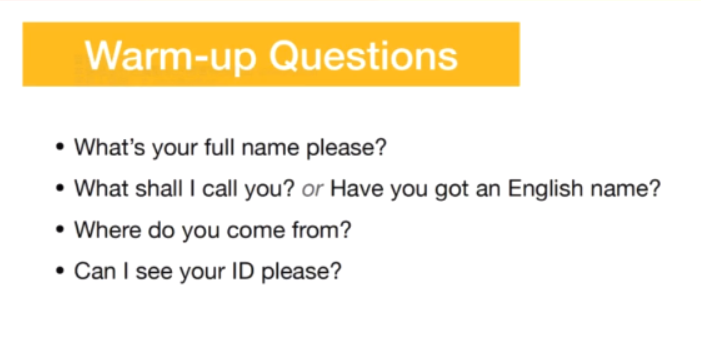 Warm-up Questions
• What's your full name please?
• What shall I call you? or Have you got an English name?
• Where do you come from?
• Can I see your ID please?